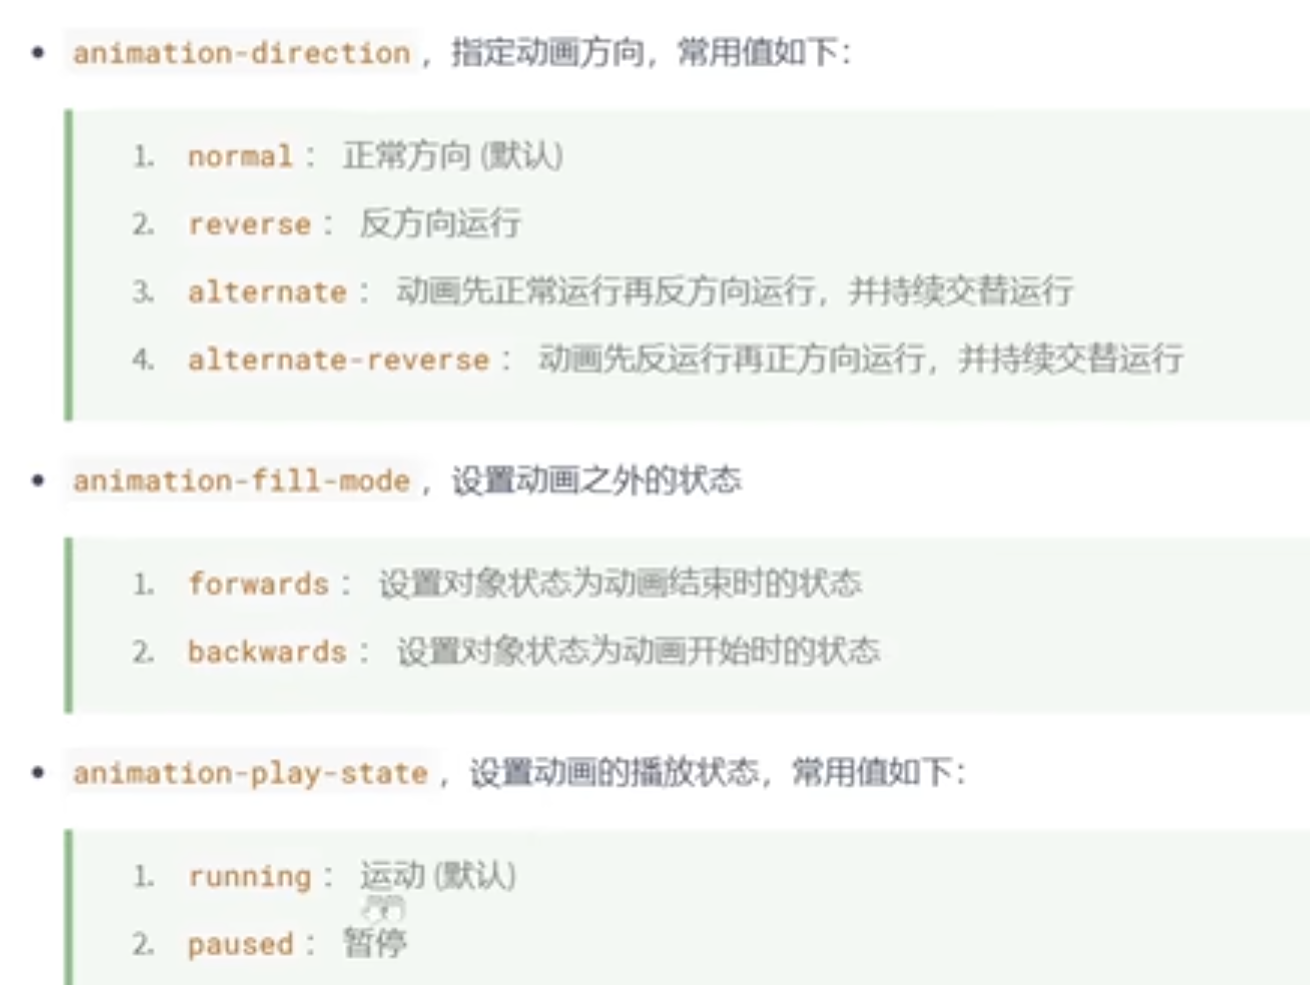 • animation-direction，指定动画方向，常用值如下：
1. normal： 正常方向 (默认)
2. reverse： 反方向运行
3. alternate： 动画先正常运行再反方向运行，并持续交替运行
4. alternate-reverse： 动画先反运行再正方向运行，并持续交替运行
• animation-fill-mode，设置动画之外的状态
1. forwards： 设置对象状态为动画结束时的状态
2. backwards： 设置对象状态为动画开始时的状态
• animation-play-state，设置动画的播放状态，常用值如下：
1. running： 运动 (默认)
2. paused： 暂停